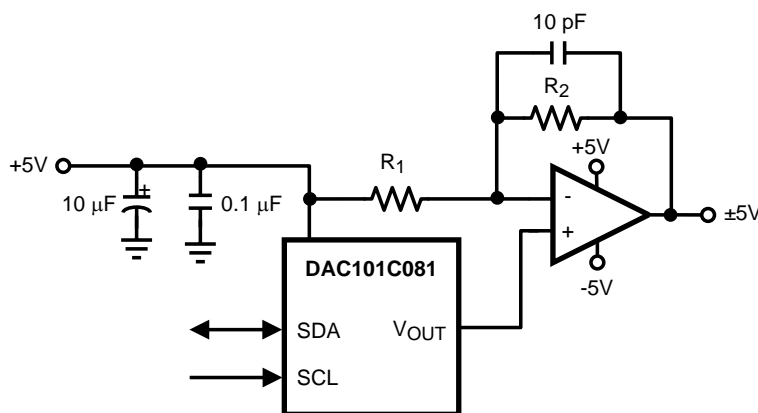 10 pF
R2
+5V
+5V
R1
10 μF
+
0.1 μF
-
+
±5V
-5V
DAC101C081
SDA
VOUT
SCL